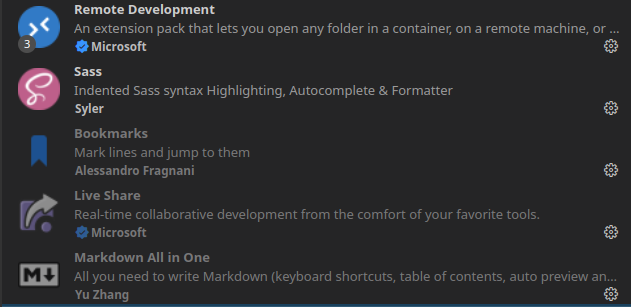 Remote Development
An extension pack that lets you open any folder in a container, on a remote machine, or ...
3
Microsoft
Sass
Indented Sass syntax Highlighting, Autocomplete & Formatter
Syler
Bookmarks
Mark lines and jump to them
Alessandro Fragnani
Live Share
Real-time collaborative development from the comfort of your favorite tools.
Microsoft
Markdown All in One
M
All you need to write Markdown (keyboard shortcuts, table of contents, auto preview an...
Yu Zhang